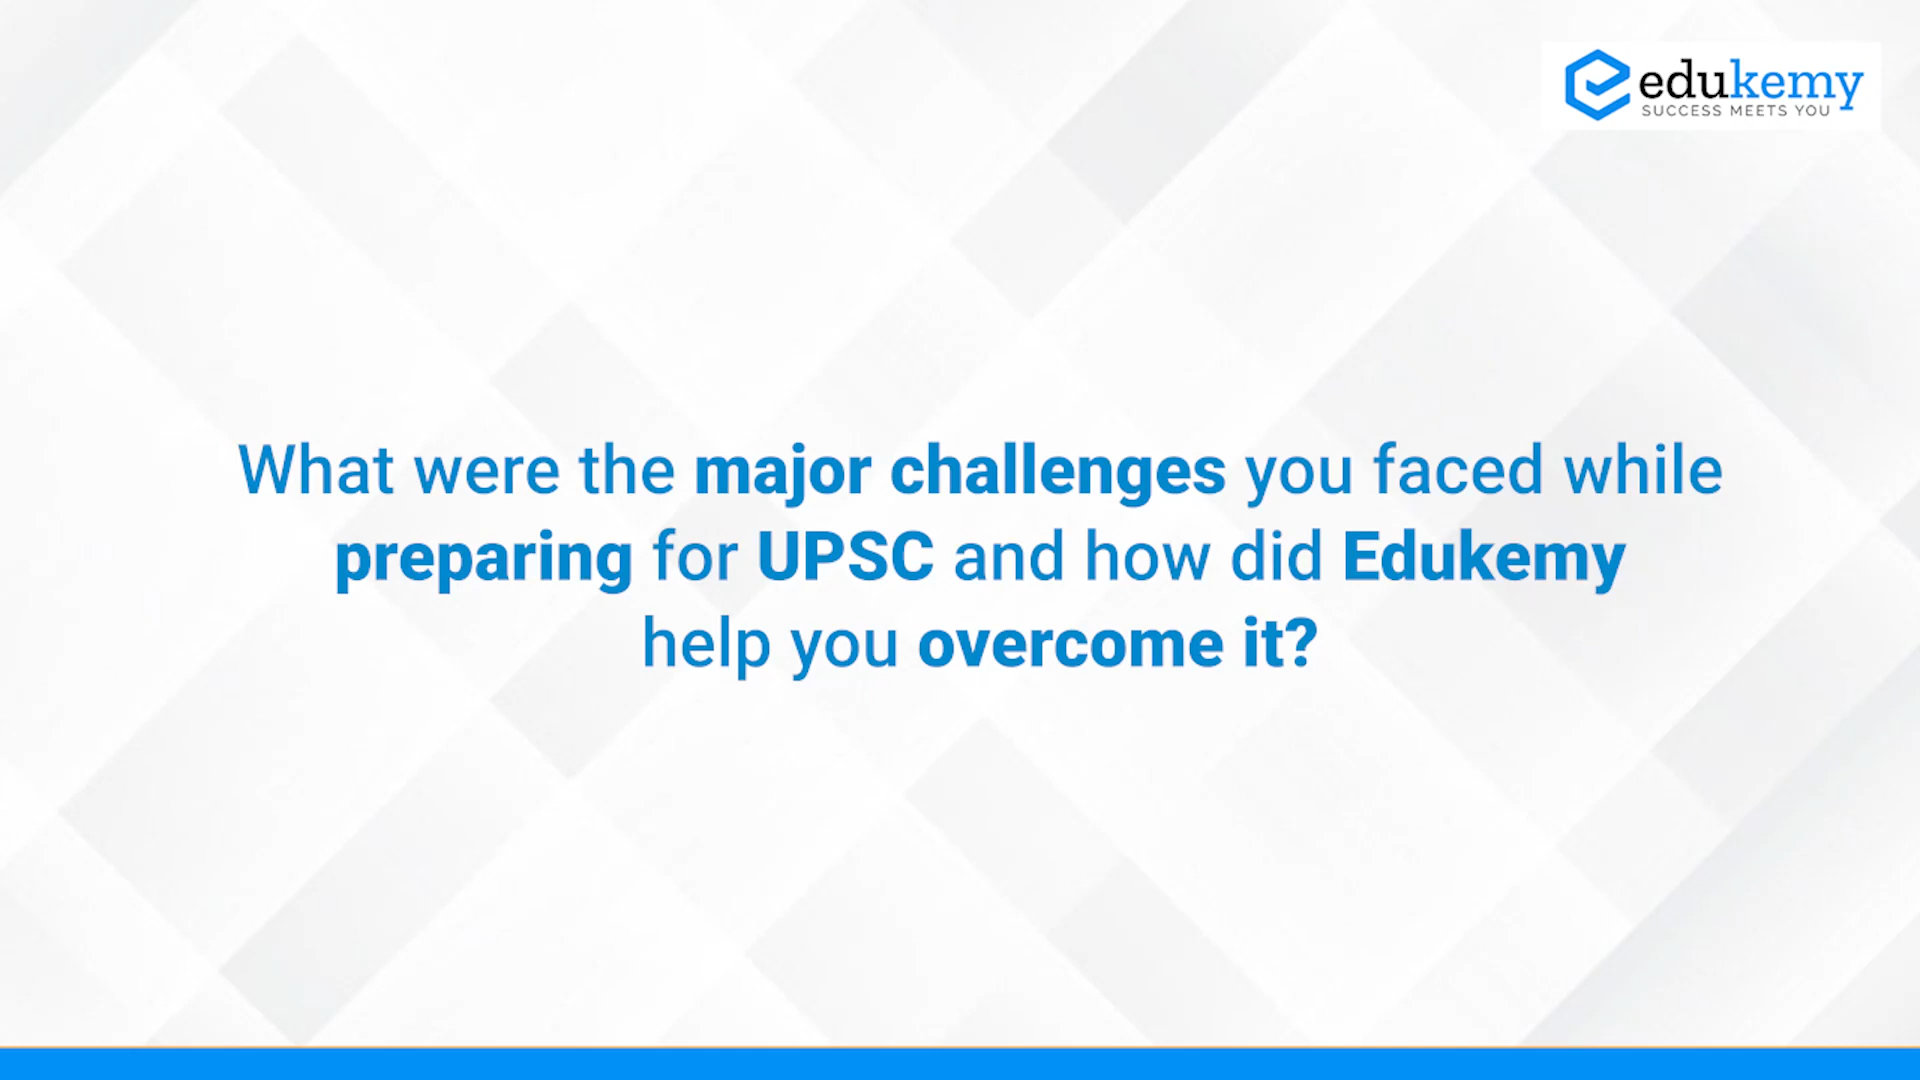 edukemy
SUCCESS MEETS YOU
What were the major challenges you faced while
preparing for UPSC and how did Edukemy
help you overcome it?